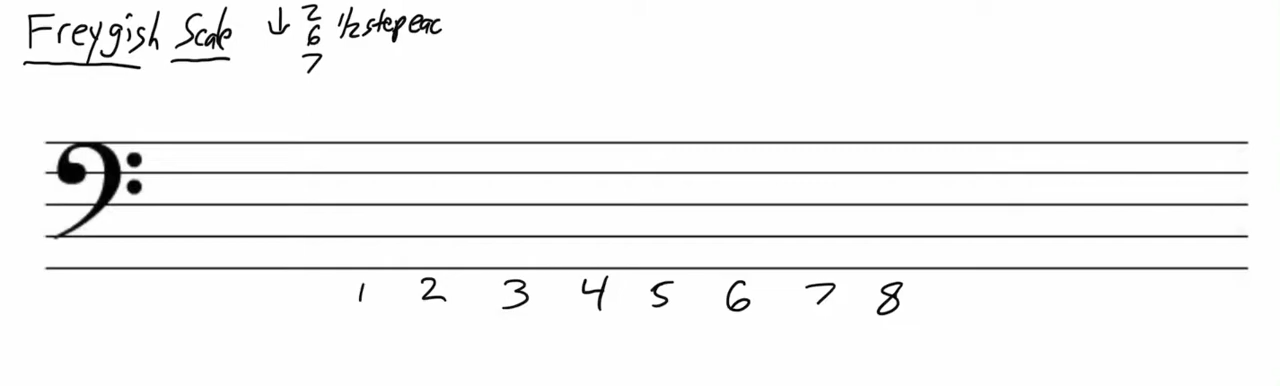 Freygish Scale ↓ 2 6 7 1/2 step eac
1 2 3 4 5 6 7 8